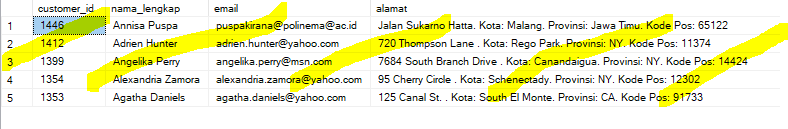 customer_id nama_lengkap email alamat
1 1446 Annisa Puspa puspakirana@polinema@ac.id Jalan Sukarno Hatta. Kota: Malang. Provinsi: Jawa Timu. Kode Pos: 65122
2 1412 Adrien Hunter adrien.hunter@yahoo.com 720 Thompson Lane . Kota: Rego Park. Provinsi: NY. Kode Pos: 11374
3 1399 Angelika Perry angelika.perry@msn.com 7684 South Branch Drive . Kota: Canandaigua. Provinsi: NY. Kode Pos: 14424
4 1354 Alexandria Zamora alexandria.zamora@yahoo.com 95 Cherry Circle . Kota: Schenectady. Provinsi: NY. Kode Pos: 12302
5 1353 Agatha Daniels agatha.daniels@yahoo.com 125 Canal St. . Kota: South El Monte. Provinsi: CA. Kode Pos: 91733